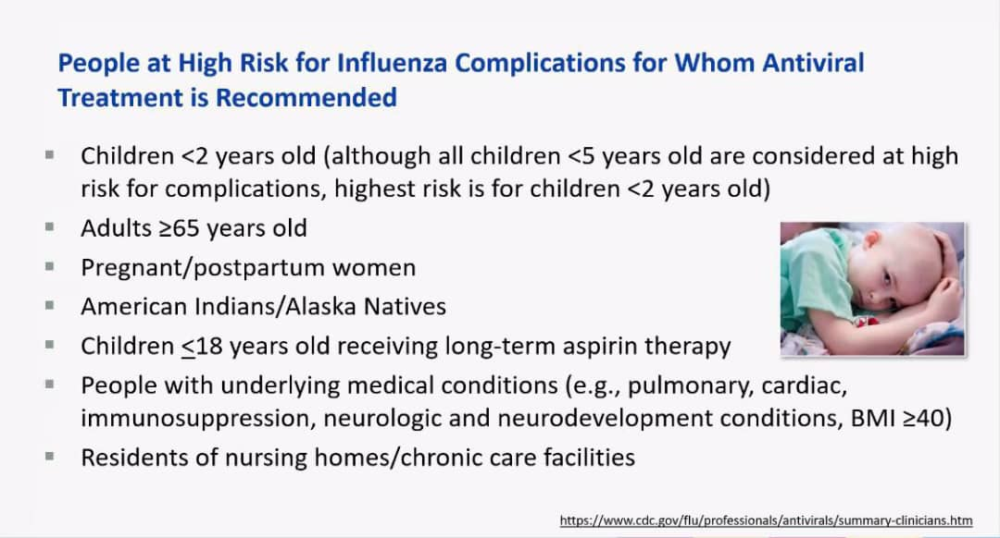 People at High Risk for Influenza Complications for Whom Antiviral
Treatment is Recommended
▪ Children <2 years old (although all children <5 years old are considered at high
risk for complications, highest risk is for children <2 years old)
▪ Adults ≥65 years old
▪ Pregnant/postpartum women
▪ American Indians/Alaska Natives
▪ Children ≤18 years old receiving long-term aspirin therapy
▪ People with underlying medical conditions (e.g., pulmonary, cardiac,
immunosuppression, neurologic and neurodevelopment conditions, BMI ≥40)
▪ Residents of nursing homes/chronic care facilities
https://www.cdc.gov/flu/professionals/antivirals/summary-clinicians.htm